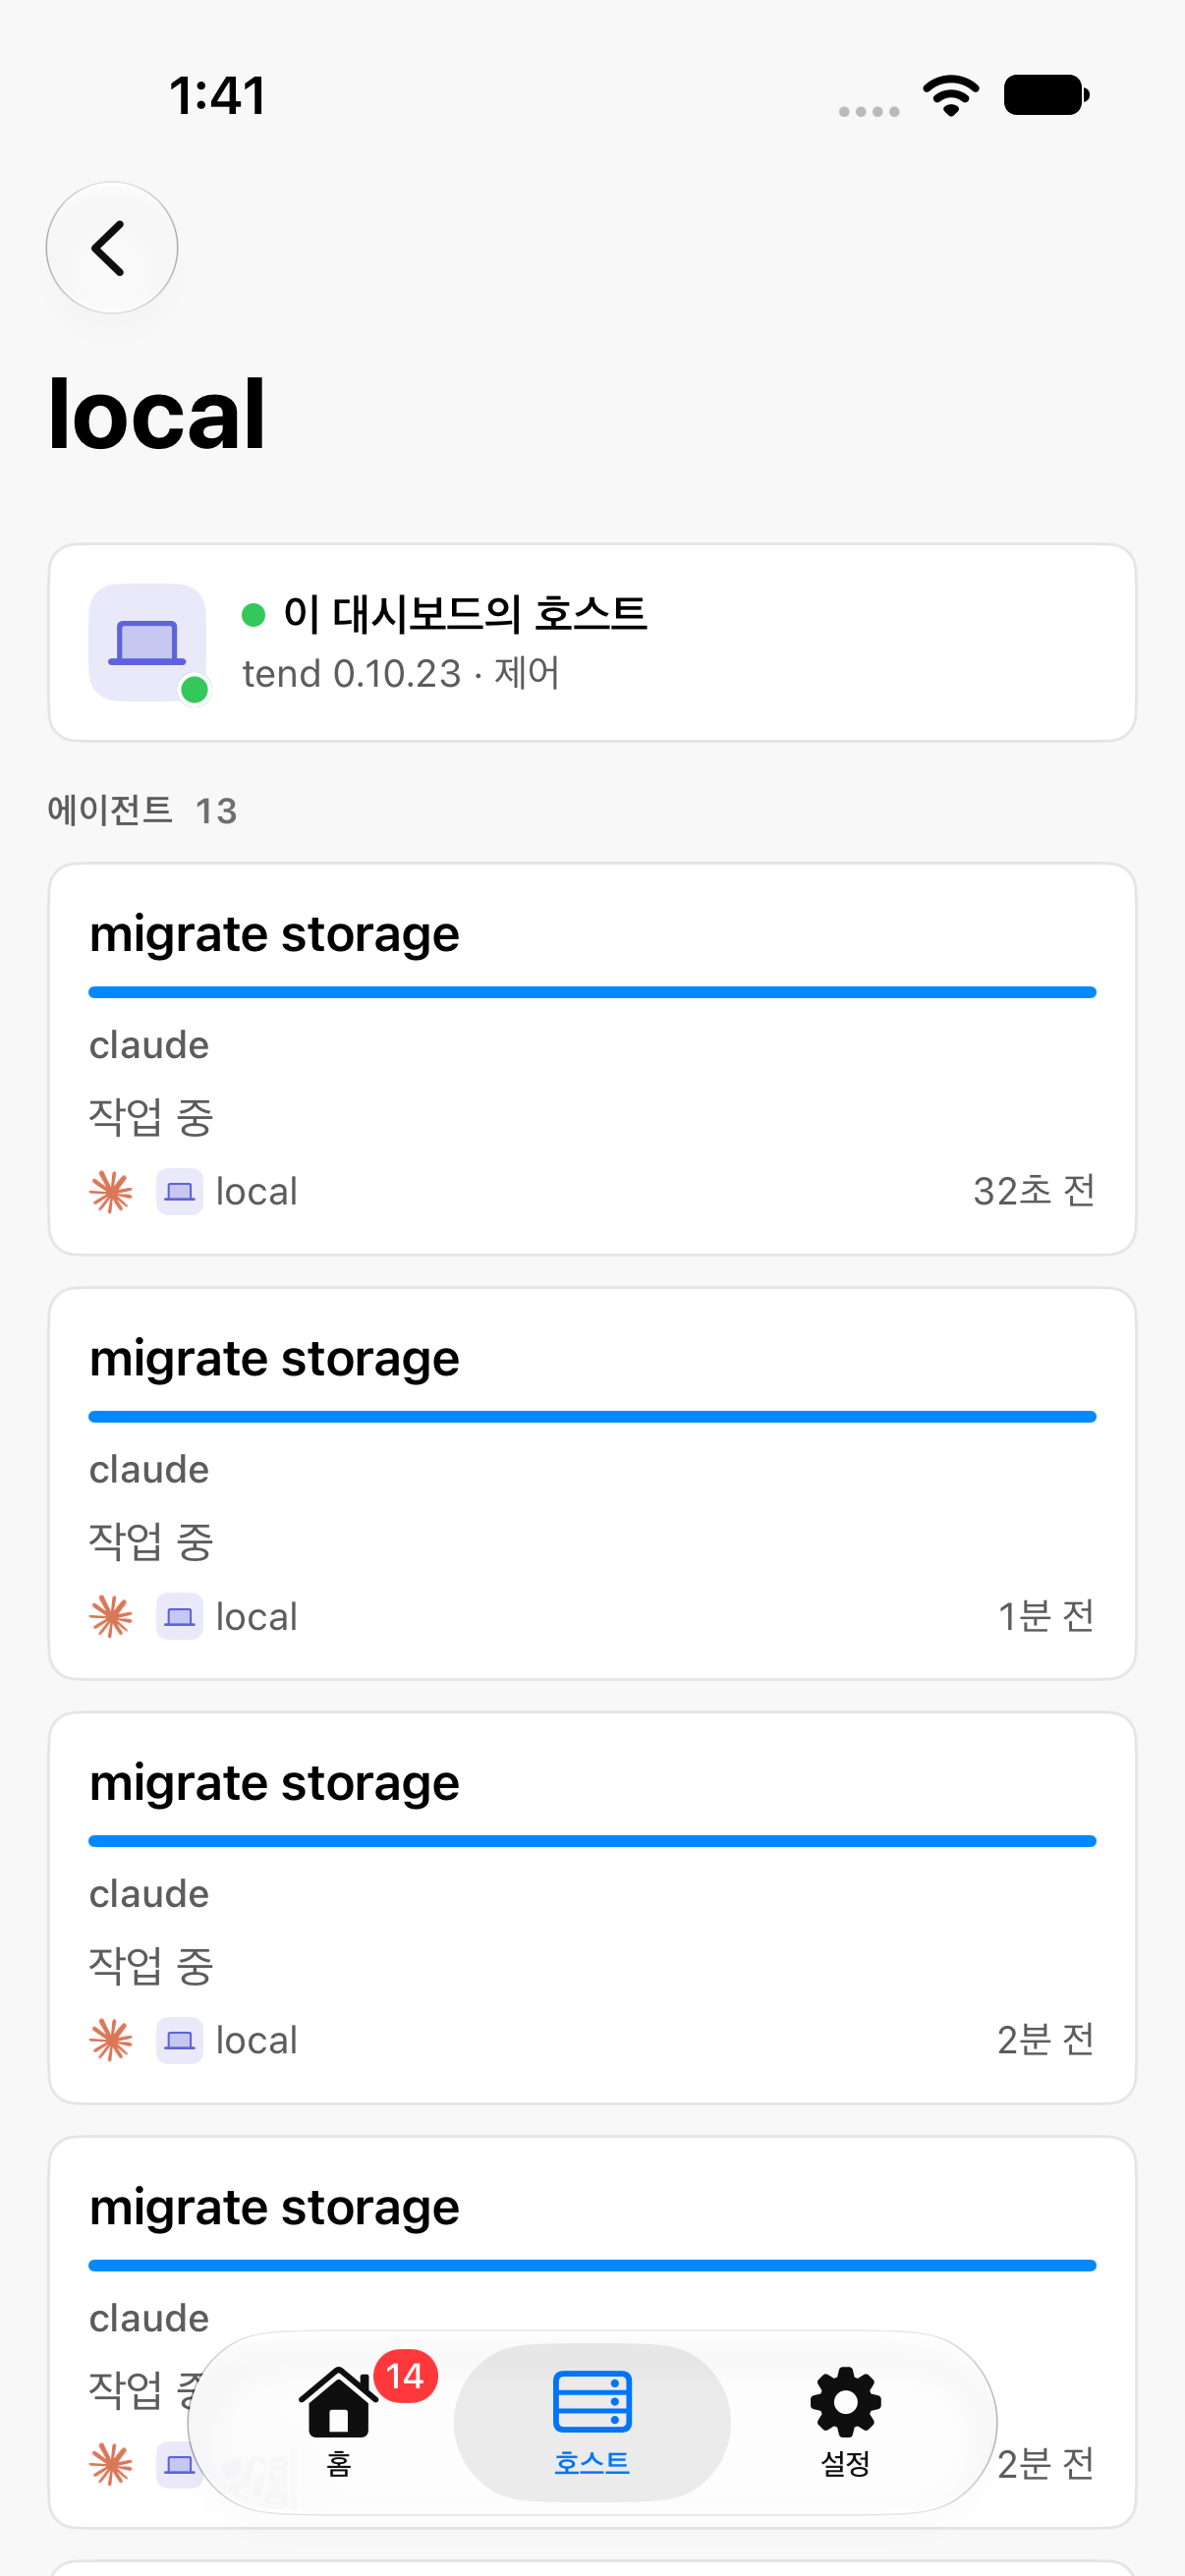 1:41
local
이 대시보드의 호스트
tend 0.10.23 · 제어
에이전트 13
migrate storage
claude
작업 중
local 32초 전
migrate storage
claude
작업 중
local 1분 전
migrate storage
claude
작업 중
local 2분 전
migrate storage
claude
작업
2분 전
14
홈
호스트
설정